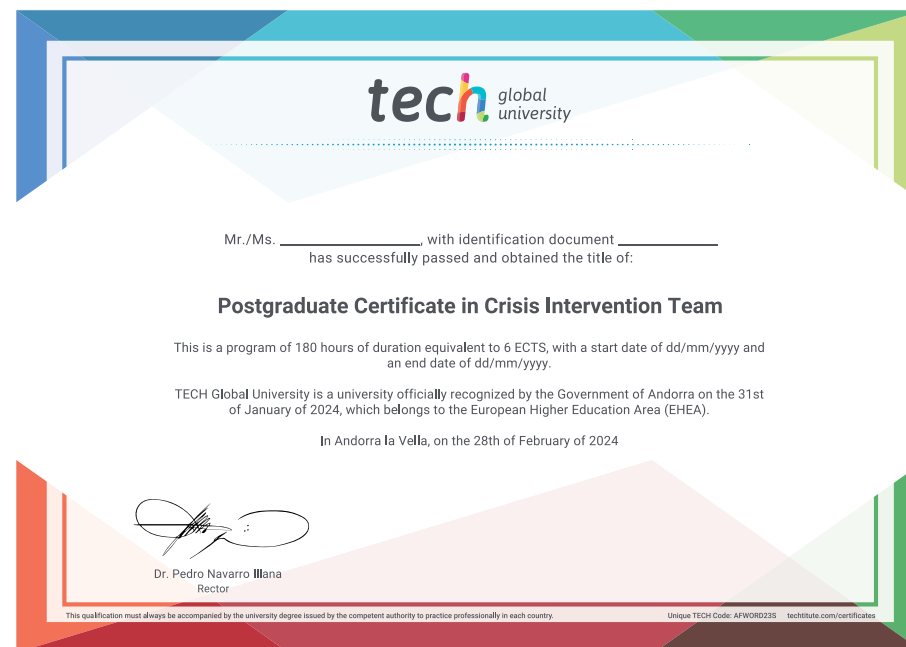 tech global university
Mr./Ms. ____________, with identification document ____________
has successfully passed and obtained the title of:
Postgraduate Certificate in Crisis Intervention Team
This is a program of 180 hours of duration equivalent to 6 ECTS, with a start date of dd/mm/yyyy and
an end date of dd/mm/yyyy.
TECH Global University is a university officially recognized by the Government of Andorra on the 31st
of January of 2024, which belongs to the European Higher Education Area (EHEA).
In Andorra la Vella, on the 28th of February of 2024
Dr. Pedro Navarro Illana
Rector
This qualification must always be accompanied by the university degree issued by the competent authority to practice professionally in each country.
Unique TECH Code: AFWORD23S techtitute.com/certificates